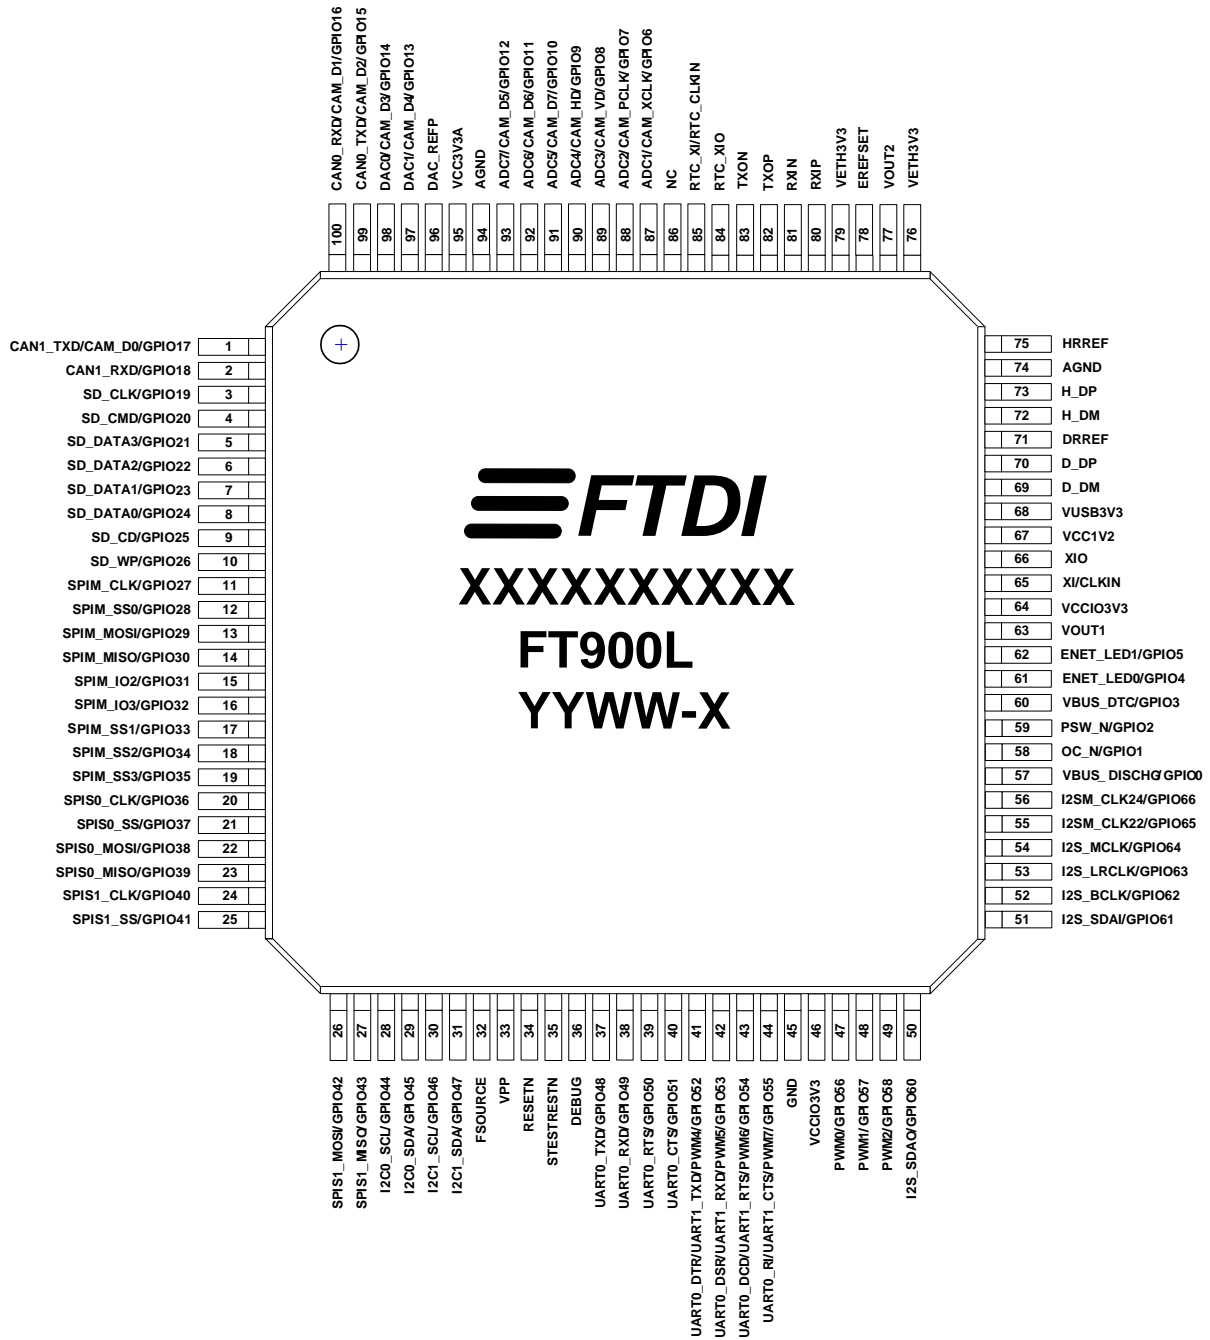 CAN0_RXD/CAM_D1/GPIO16
CAN0_TXD/CAM_D2/GPIO15
DAC0/CAM_D3/GPIO14
DAC1/CAM_D4/GPIO13
DAC_REFP
VCC3V3A
AGND
ADC7/CAM_D5/GPIO12
ADC6/CAM_D6/GPIO11
ADC5/CAM_D7/GPIO10
ADC4/CAM_HD/GPIO9
ADC3/CAM_VD/GPIO8
ADC2/CAM_PCLK/GPIO7
ADC1/CAM_XCLK/GPIO6
NC
RTC_XI/RTC_CLKIN
RTC_XIO
TXON
TXOP
RXIN
RXIP
VETH3V3
EREFSET
VOUT2
VETH3V3
100
99
98
97
96
95
94
93
92
91
90
89
88
87
86
85
84
83
82
81
80
79
78
77
76
CAN1_TXD/CAM_D0/GPIO17 1
CAN1_RXD/GPIO18 2
SD_CLK/GPIO19 3
SD_CMD/GPIO20 4
SD_DATA3/GPIO21 5
SD_DATA2/GPIO22 6
SD_DATA1/GPIO23 7
SD_DATA0/GPIO24 8
SD_CD/GPIO25 9
SD_WP/GPIO26 10
SPIM_CLK/GPIO27 11
SPIM_SS0/GPIO28 12
SPIM_MOSI/GPIO29 13
SPIM_MISO/GPIO30 14
SPIM_IO2/GPIO31 15
SPIM_IO3/GPIO32 16
SPIM_SS1/GPIO33 17
SPIM_SS2/GPIO34 18
SPIM_SS3/GPIO35 19
SPIS0_CLK/GPIO36 20
SPIS0_SS/GPIO37 21
SPIS0_MOSI/GPIO38 22
SPIS0_MISO/GPIO39 23
SPIS1_CLK/GPIO40 24
SPIS1_SS/GPIO41 25
FTDI
XXXXXXXXXX
FT900L
YYWW-X
75 HRREF
74 AGND
73 H_DP
72 H_DM
71 DRREF
70 D_DP
69 D_DM
68 VUSB3V3
67 VCC1V2
66 XIO
65 XI/CLKIN
64 VCCIO3V3
63 VOUT1
62 ENET_LED1/GPIO5
61 ENET_LED0/GPIO4
60 VBUS_DTC/GPIO3
59 PSW_N/GPIO2
58 OC_N/GPIO1
57 VBUS_DISCHG/GPIO0
56 I2SM_CLK24/GPIO66
55 I2SM_CLK22/GPIO65
54 I2S_MCLK/GPIO64
53 I2S_LRCLK/GPIO63
52 I2S_BCLK/GPIO62
51 I2S_SDAI/GPIO61
26
27
28
29
30
31
32
33
34
35
36
37
38
39
40
41
42
43
44
45
46
47
48
49
50
SPIS1_MOSI/GPIO42
SPIS1_MISO/GPIO43
I2C0_SCL/GPIO44
I2C0_SDA/GPIO45
I2C1_SCL/GPIO46
I2C1_SDA/GPIO47
FSOURCE
VPP
RESETN
STESTRESTN
DEBUG
UART0_TXD/GPIO48
UART0_RXD/GPIO49
UART0_RTS/GPIO50
UART0_CTS/GPIO51
UART0_DTR/UART1_TXD/PWM4/GPIO52
UART0_DSR/UART1_RXD/PWM5/GPIO53
UART0_DCD/UART1_RTS/PWM6/GPIO54
UART0_RI/UART1_CTS/PWM7/GPIO55
GND
VCCIO3V3
PWM0/GPIO56
PWM1/GPIO57
PWM2/GPIO58
I2S_SDAO/GPIO60